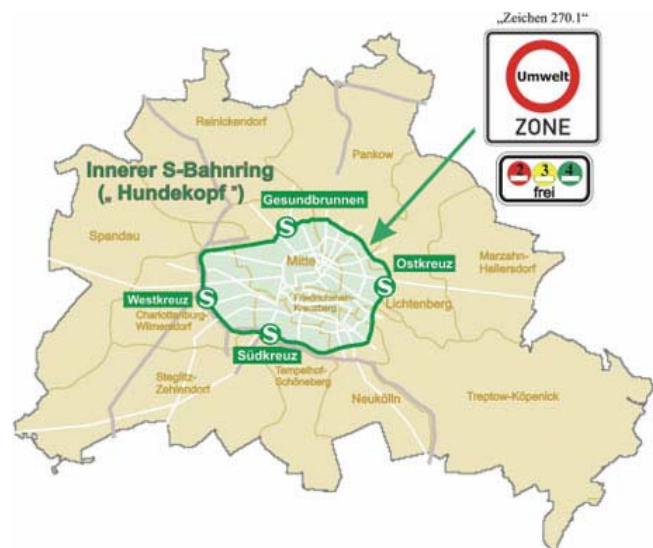 „Zeichen 270.1“
Umwelt
ZONE
2 3 4
frei
Reinickendorf
Pankow
Innerer S-Bahnring
(„ Hundekopf “)
Gesundbrunnen
S
Spandau
Mitte
Ostkreuz
Marzahn-
Hellersdorf
S
Westkreuz
S
Friedrichshain-
Kreuzberg
Lichtenberg
Charlottenburg-
Wilmersdorf
S
Südkreuz
Steglitz-
Zehlendorf
Tempelhof-
Schöneberg
Neukölln
Treptow-Köpenick